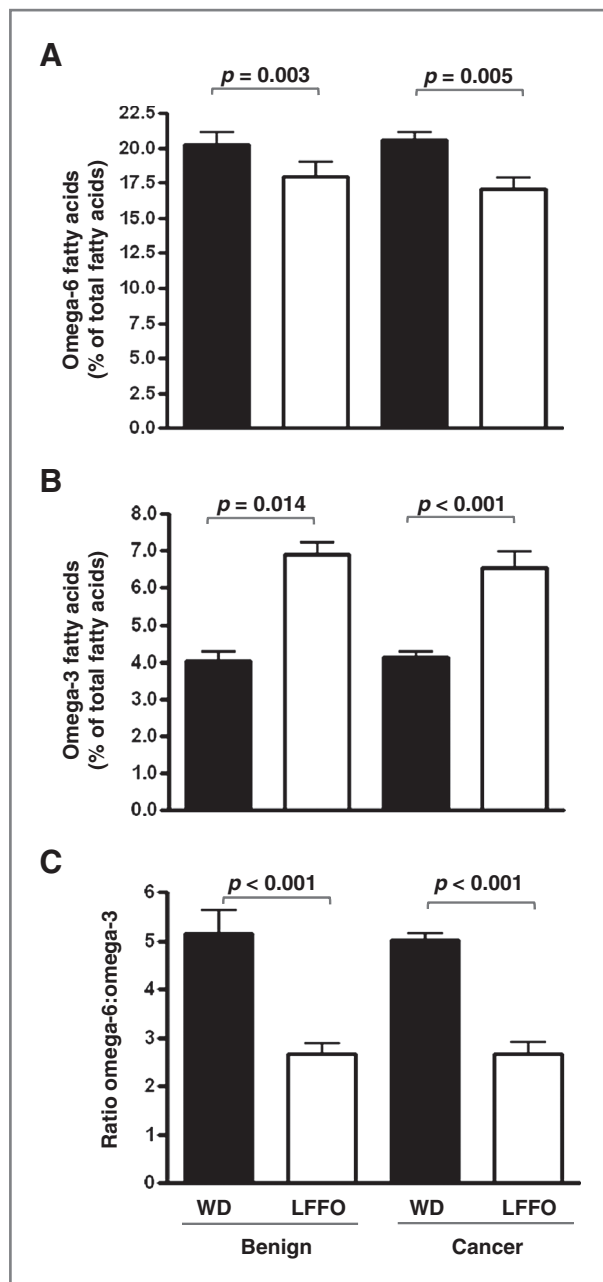 A
p = 0.003
p = 0.005
Omega-6 fatty acids
(% of total fatty acids)
22.5
20.0
17.5
15.0
12.5
10.0
7.5
5.0
2.5
0.0
B
p = 0.014
p < 0.001
Omega-3 fatty acids
(% of total fatty acids)
8.0
7.0
6.0
5.0
4.0
3.0
2.0
1.0
0.0
C
p < 0.001
p < 0.001
Ratio omega-6:omega-3
6
5
4
3
2
1
0
WD LFFO WD LFFO
Benign Cancer